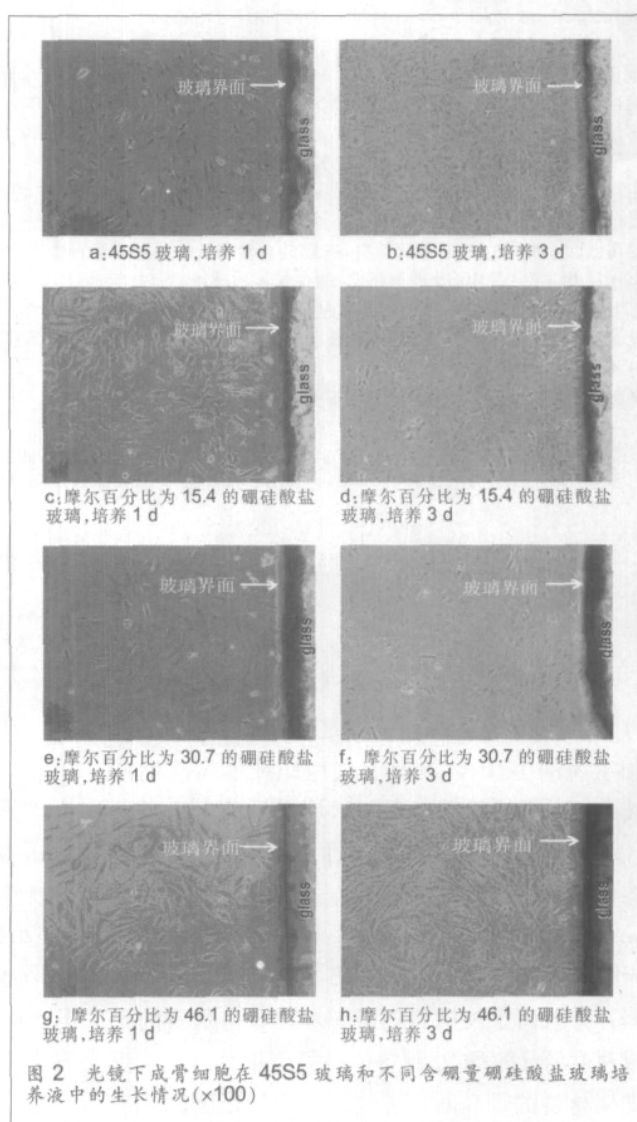 玻璃界面
glass
玻璃界面
glass
a:45S5 玻璃,培养 1 d
b:45S5 玻璃,培养 3 d
玻璃界面
glass
玻璃界面
glass
c:摩尔百分比为 15.4 的硼硅酸盐
玻璃,培养 1 d
d:摩尔百分比为 15.4 的硼硅酸盐
玻璃,培养 3 d
玻璃界面
glass
玻璃界面
glass
e:摩尔百分比为 30.7 的硼硅酸盐
玻璃,培养 1 d
f: 摩尔百分比为 30.7 的硼硅酸盐
玻璃,培养 3 d
玻璃界面
glass
玻璃界面
glass
g: 摩尔百分比为 46.1 的硼硅酸盐
玻璃,培养 1 d
h:摩尔百分比为 46.1 的硼硅酸盐
玻璃,培养 3 d
图 2 光镜下成骨细胞在 45S5 玻璃和不同含硼量硼硅酸盐玻璃培
养液中的生长情况(×100)